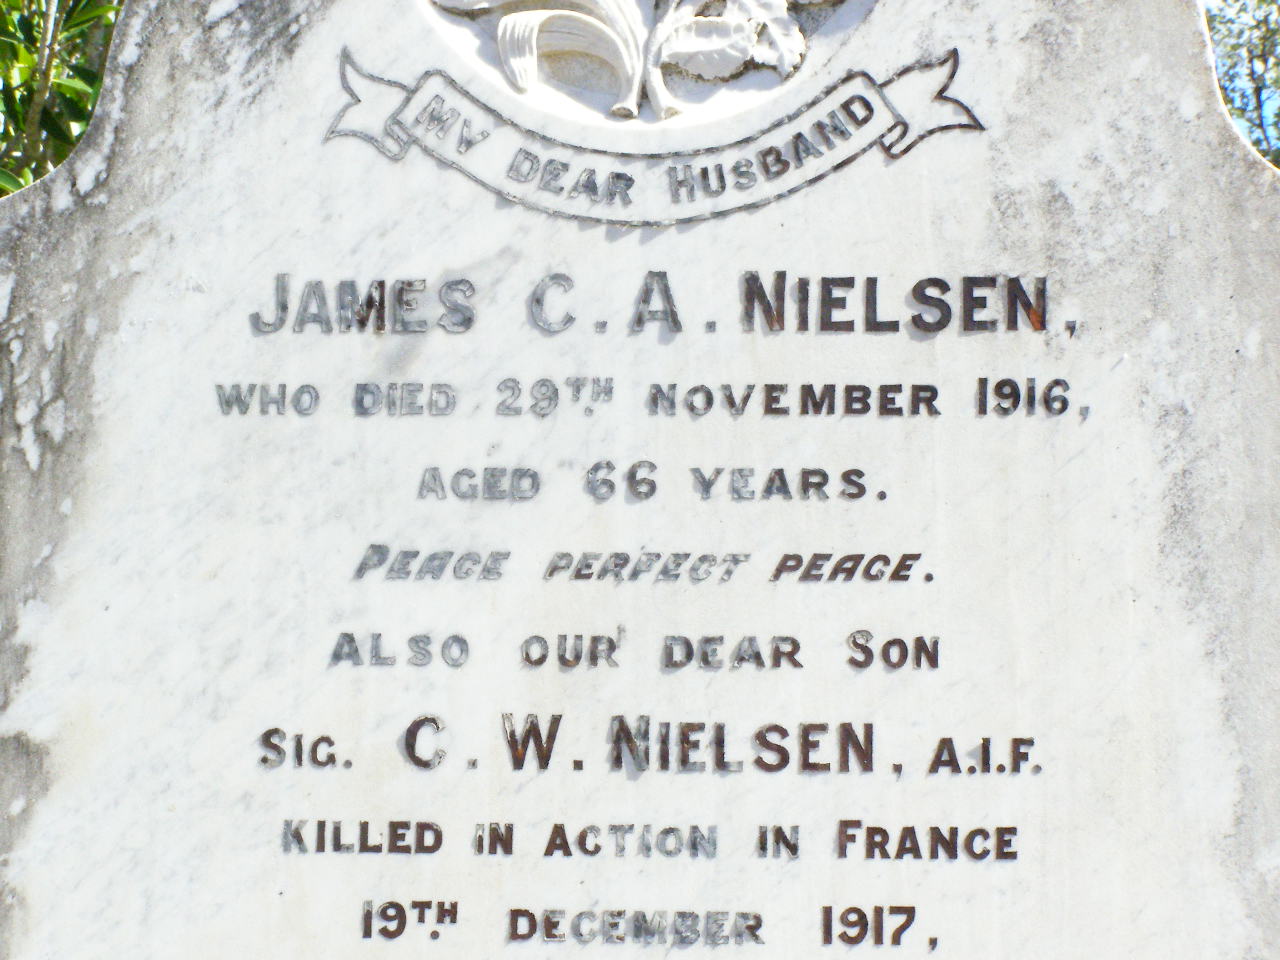 MY DEAR HUSBAND
JAMES C. A. NIELSEN,
WHO DIED 29TH. NOVEMBER 1916,
AGED 66 YEARS.
PEACE PERFECT PEACE.
ALSO OUR DEAR SON
SIG. C. W. NIELSEN, A.I.F.
KILLED IN ACTION IN FRANCE
19TH. DECEMBER 1917,